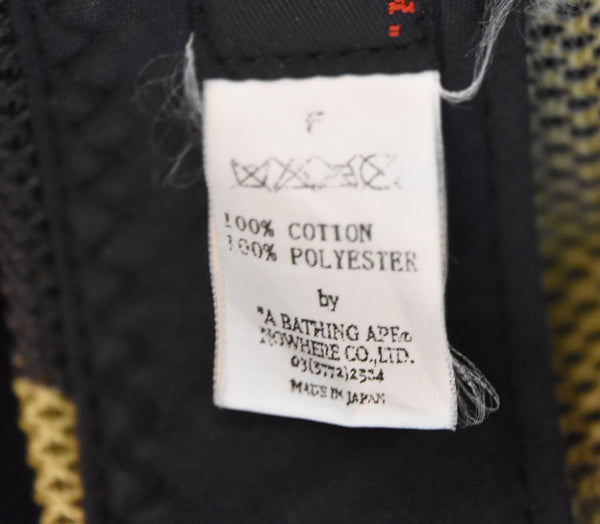 F
100% COTTON
100% POLYESTER
by
"A BATHING APE®
NOWHERE CO.,LTD.
03(3772)2524
MADE IN JAPAN